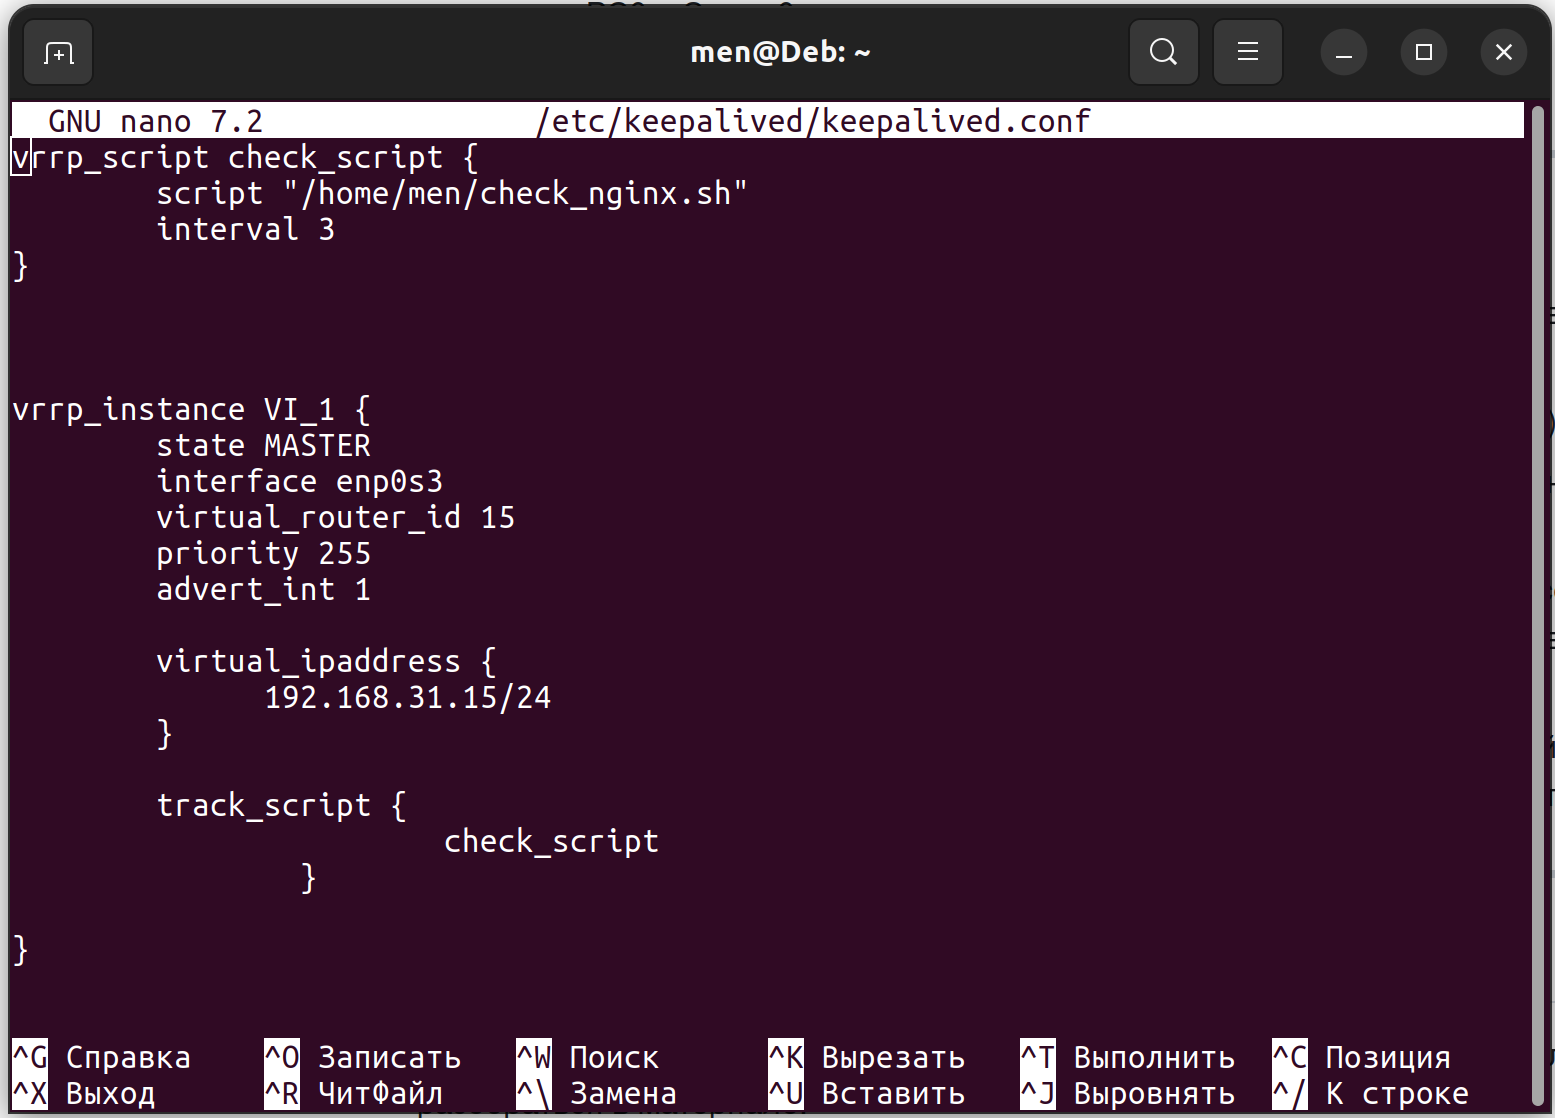 men@Deb: ~
GNU nano 7.2 /etc/keepalived/keepalived.conf
vrrp_script check_script {
script "/home/men/check_nginx.sh"
interval 3
}
vrrp_instance VI_1 {
state MASTER
interface enp0s3
virtual_router_id 15
priority 255
advert_int 1
virtual_ipaddress {
192.168.31.15/24
}
track_script {
check_script
}
}
^G Справка ^O Записать ^W Поиск ^K Вырезать ^T Выполнить ^C Позиция
^X Выход ^R ЧитФайл ^\ Замена ^U Вставить ^J Выровнять ^/ К строке